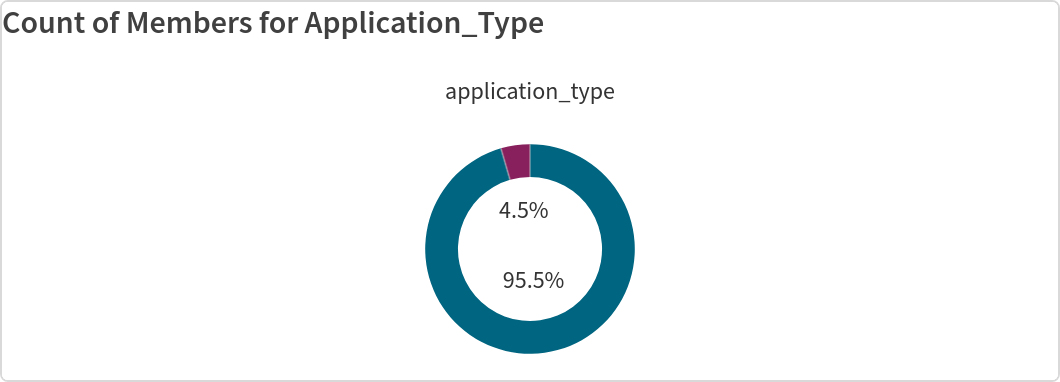 Count of Members for Application_Type
application_type
4.5%
95.5%